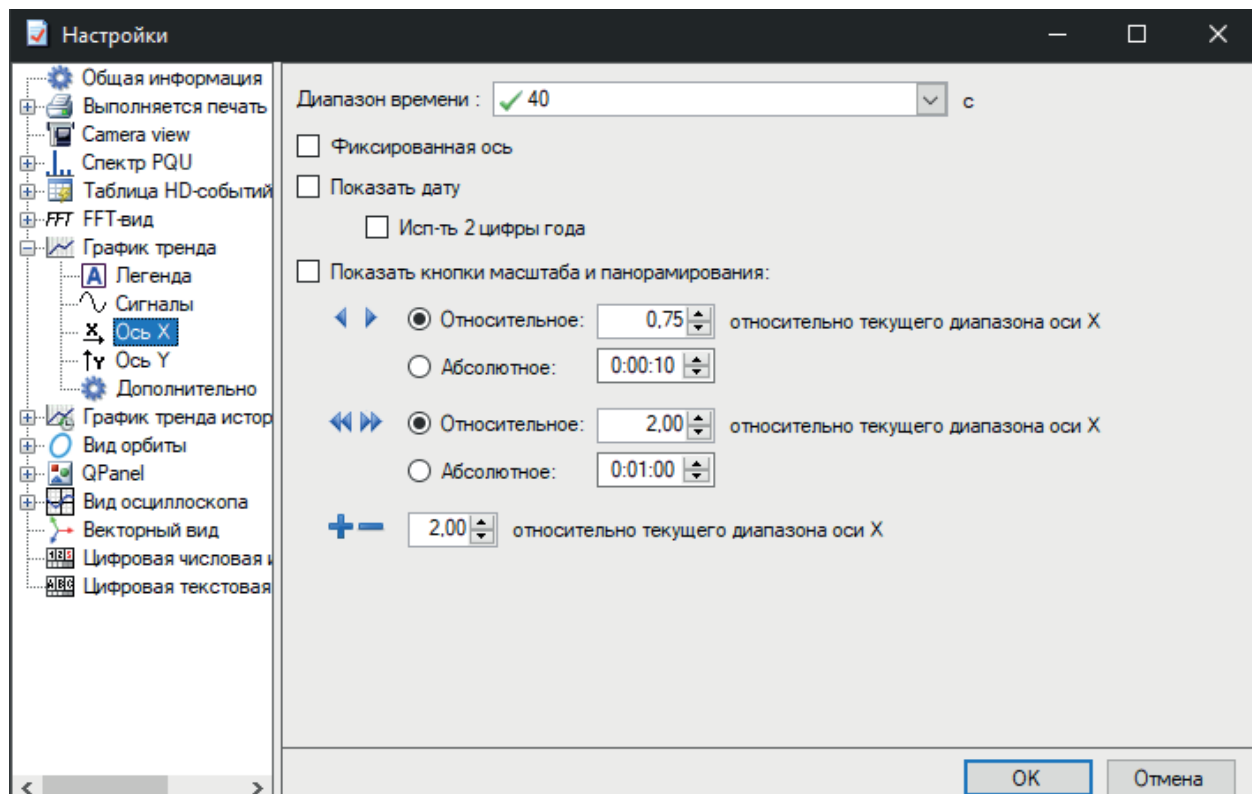 Настройки
Общая информация
Выполняется печать
Camera view
Спектр PQU
Таблица HD-событий
FFT FFT-вид
График тренда
A Легенда
Сигналы
X Ось X
Y Ось Y
Дополнительно
График тренда истор
Вид орбиты
QPanel
Вид осциллоскопа
Векторный вид
Цифровая числовая и
Цифровая текстовая
Диапазон времени : 40 с
Фиксированная ось
Показать дату
Исп-ть 2 цифры года
Показать кнопки масштаба и панорамирования:
Относительное: 0,75 относительно текущего диапазона оси X
Абсолютное: 0:00:10
Относительное: 2,00 относительно текущего диапазона оси X
Абсолютное: 0:01:00
2,00 относительно текущего диапазона оси X
OK Отмена